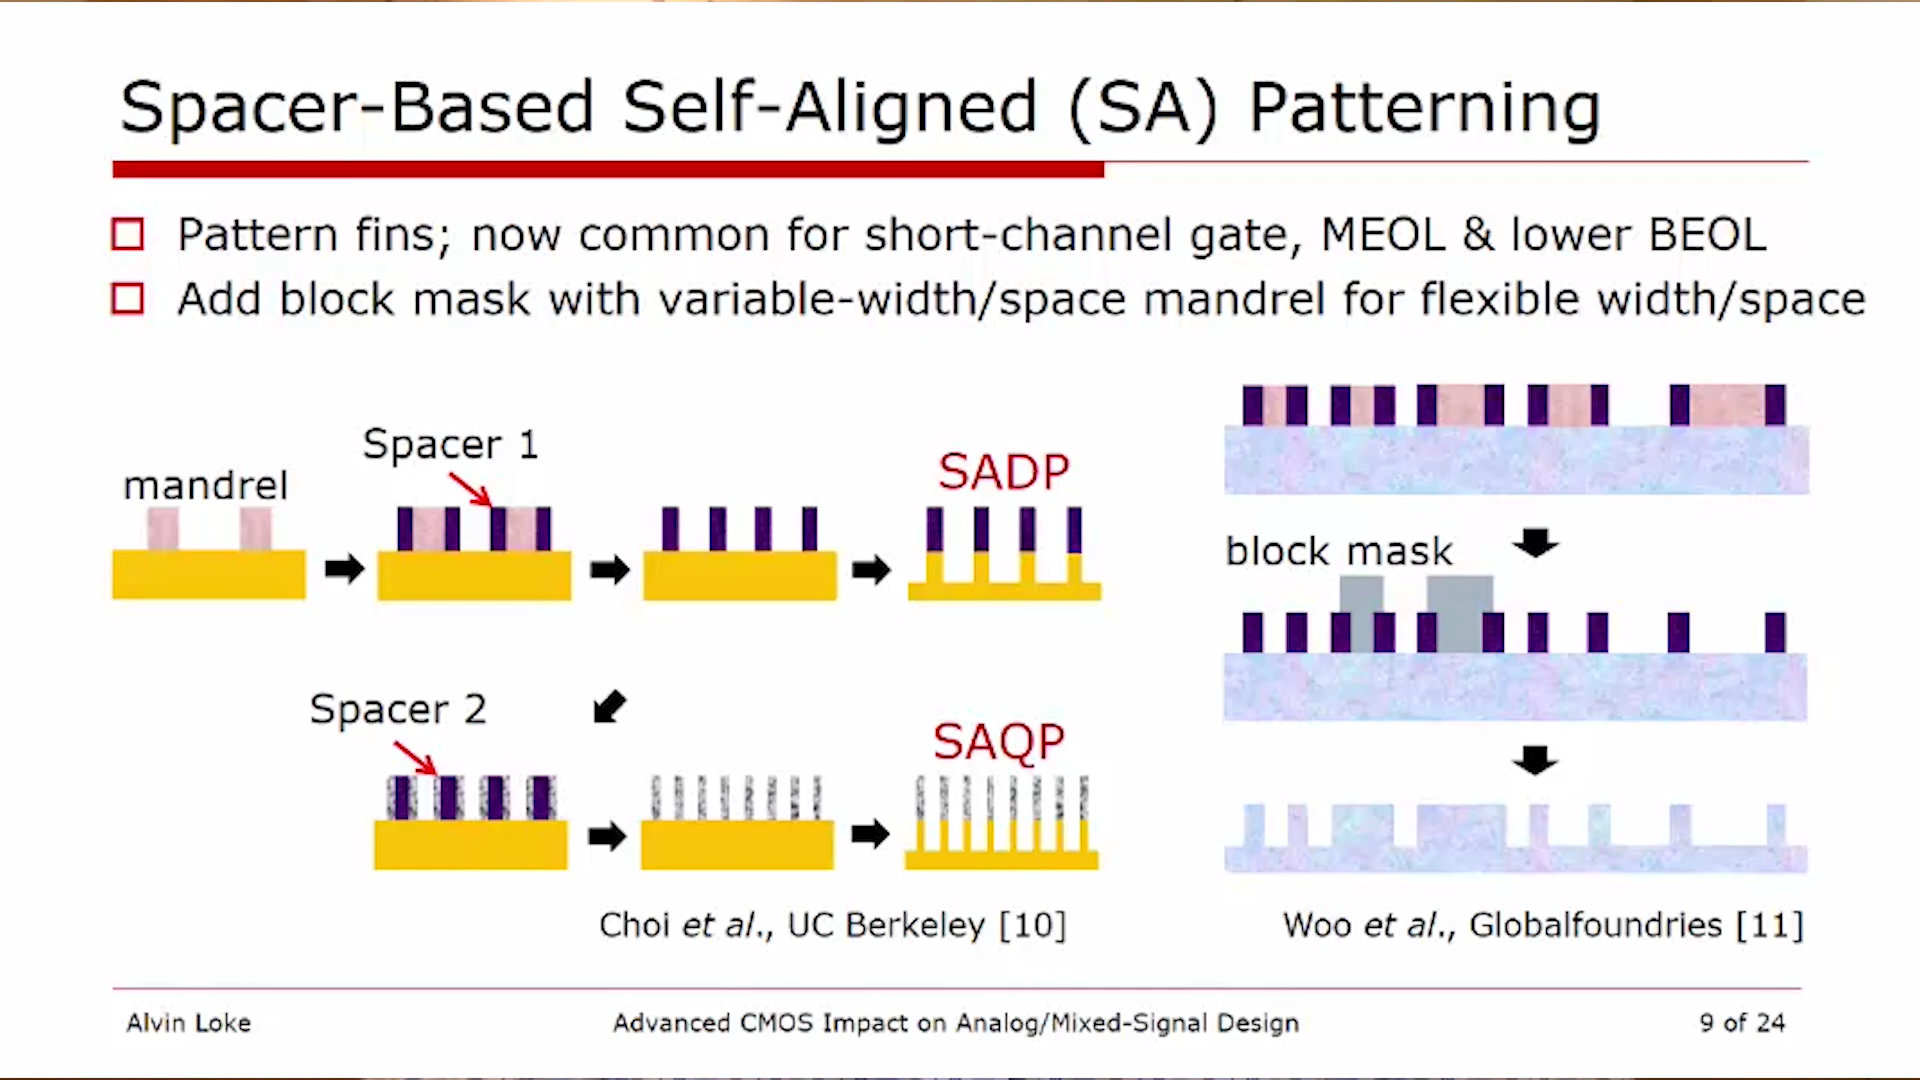 Spacer-Based Self-Aligned (SA) Patterning
Pattern fins; now common for short-channel gate, MEOL & lower BEOL
Add block mask with variable-width/space mandrel for flexible width/space
mandrel
Spacer 1
SADP
Spacer 2
SAQP
Choi et al., UC Berkeley [10]
block mask
Woo et al., Globalfoundries [11]
Alvin Loke
Advanced CMOS Impact on Analog/Mixed-Signal Design
9 of 24